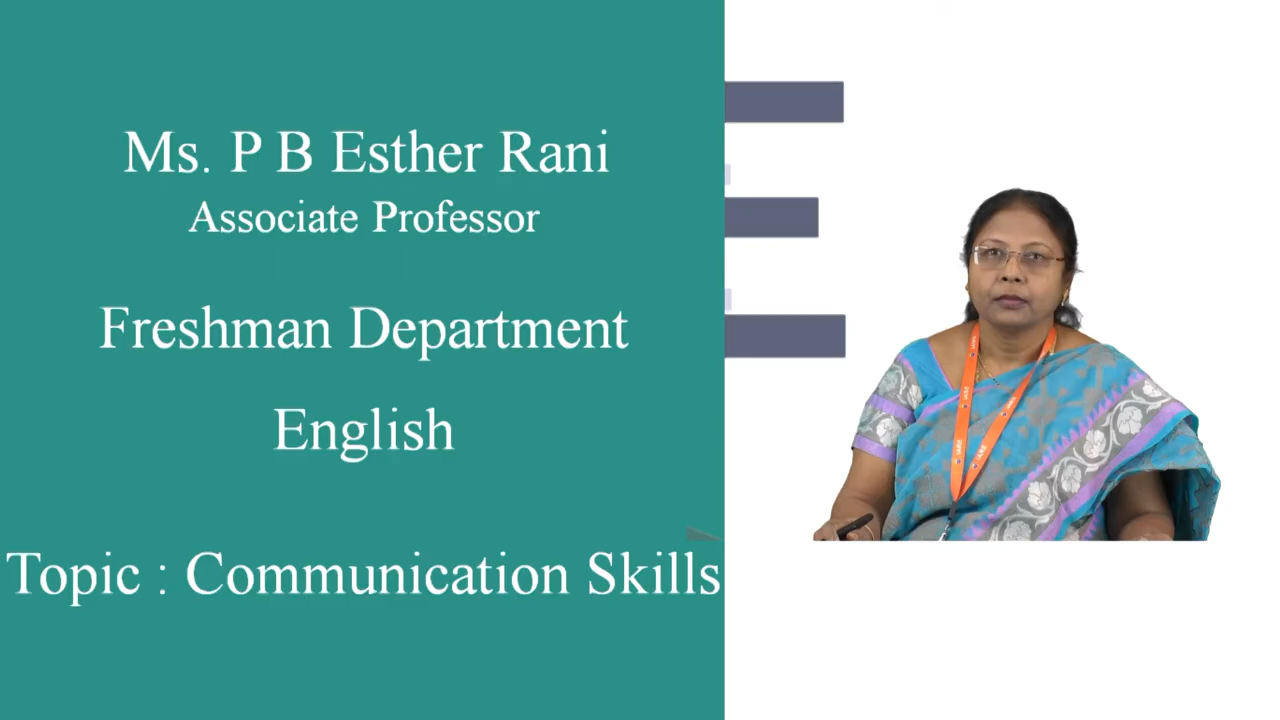 Ms. P B Esther Rani
Associate Professor
Freshman Department
English
Topic : Communication Skills